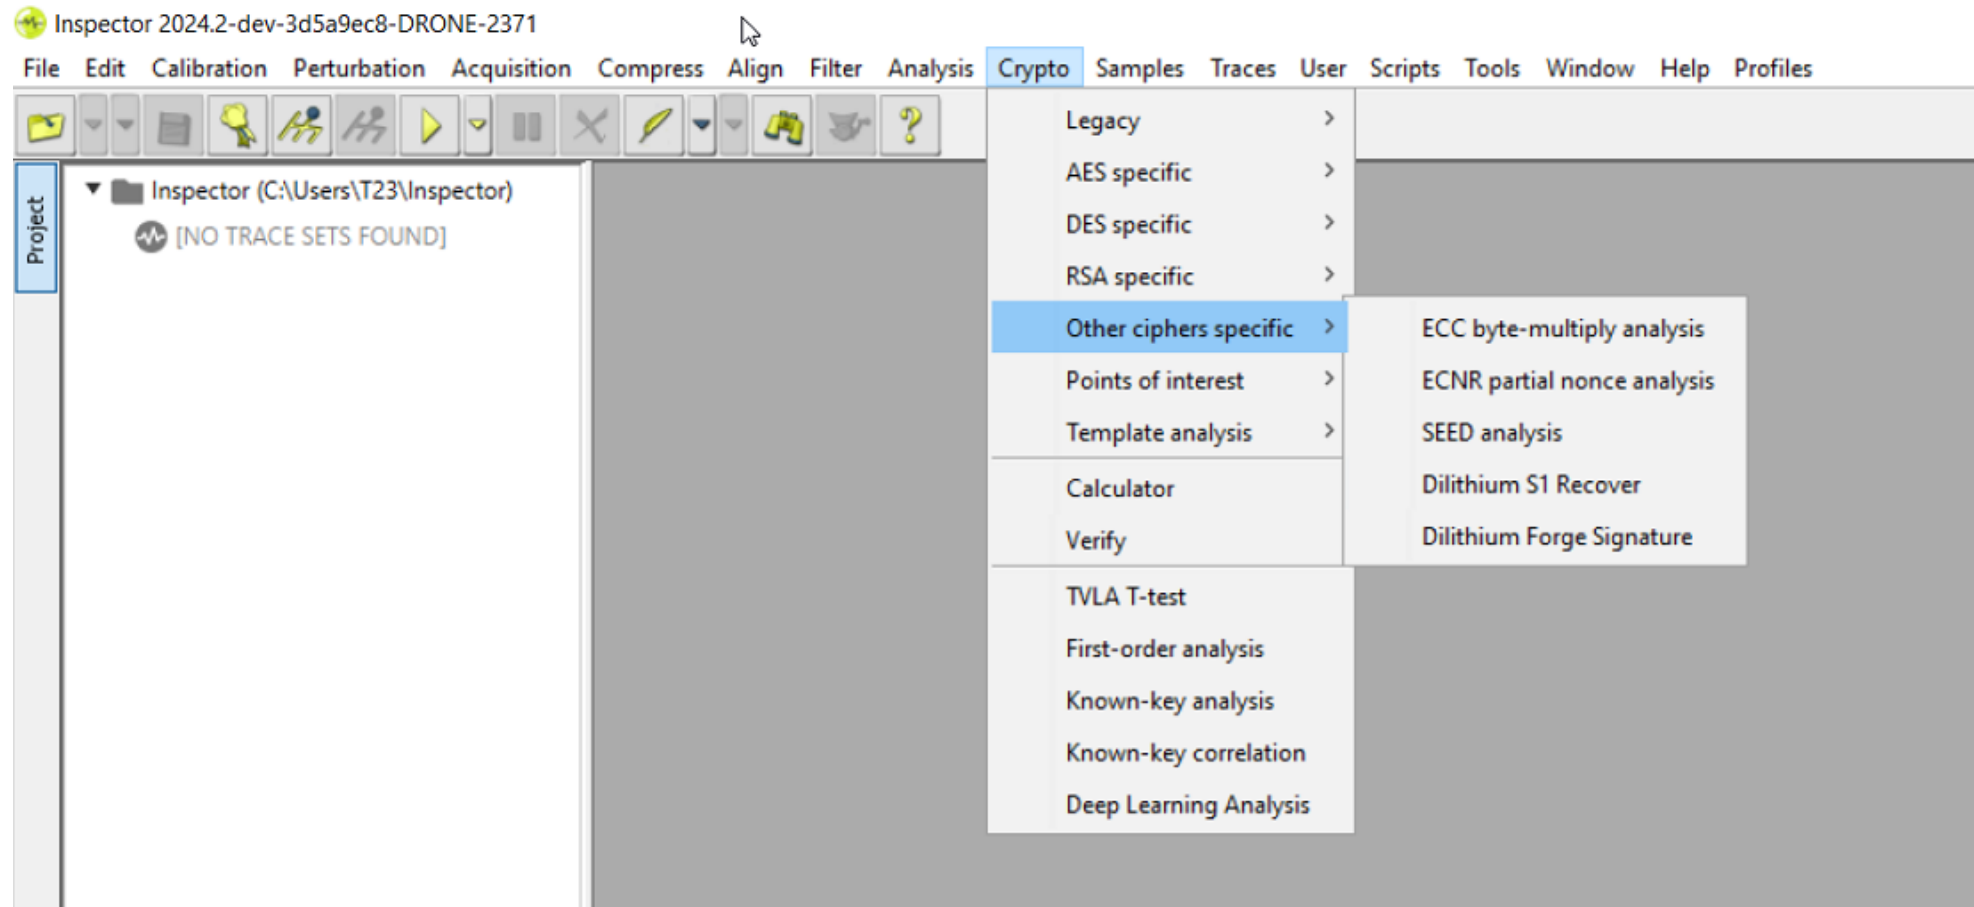 Inspector 2024.2-dev-3d5a9ec8-DRONE-2371
File Edit Calibration Perturbation Acquisition Compress Align Filter Analysis Crypto Samples Traces User Scripts Tools Window Help Profiles
Project
Inspector (C:\Users\T23\Inspector)
[NO TRACE SETS FOUND]
Legacy
AES specific
DES specific
RSA specific
Other ciphers specific
Points of interest
Template analysis
Calculator
Verify
TVLA T-test
First-order analysis
Known-key analysis
Known-key correlation
Deep Learning Analysis
ECC byte-multiply analysis
ECNR partial nonce analysis
SEED analysis
Dilithium S1 Recover
Dilithium Forge Signature